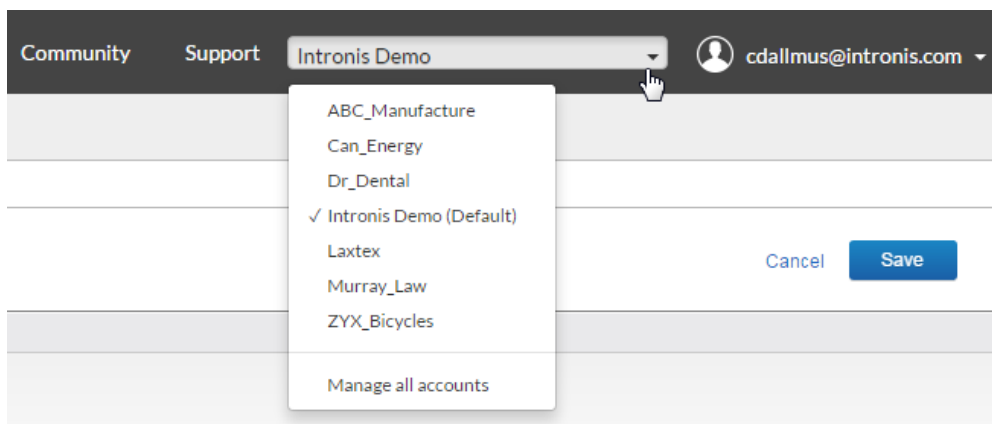 Community Support Intronis Demo cdallmus@intronis.com
ABC_Manufacture
Can_Energy
Dr_Dental
✓ Intronis Demo (Default)
Laxtex
Murray_Law
ZYX_Bicycles
Manage all accounts
Cancel Save